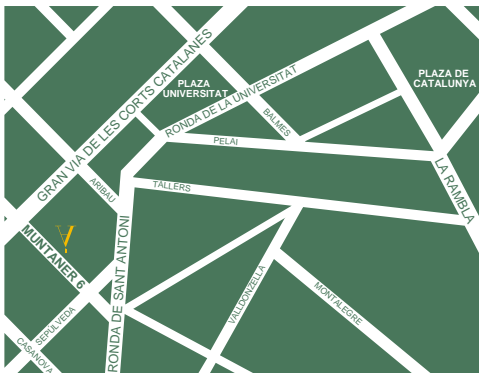 GRAN VIA DE LES CORTS CATALANES
PLAZA
UNIVERSITAT
RONDA DE LA UNIVERSITAT
PLAZA DE
CATALUNYA
BALMES
PELAI
LA RAMBLA
ARIBAU
TALLERS
MUNTANER 6
RONDA DE SANT ANTONI
VALLDONZELLA
MONTALEGRE
SEPÚLVEDA
CASANOVA